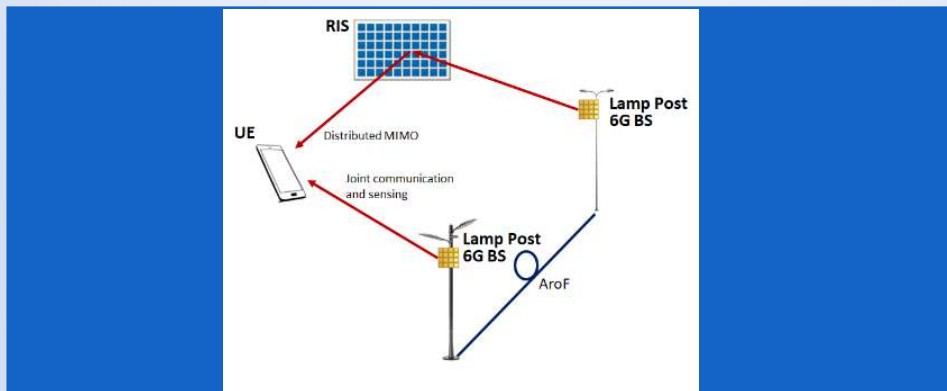 RIS
Lamp Post
6G BS
UE
Distributed MIMO
Joint communication
and sensing
Lamp Post
6G BS
AroF